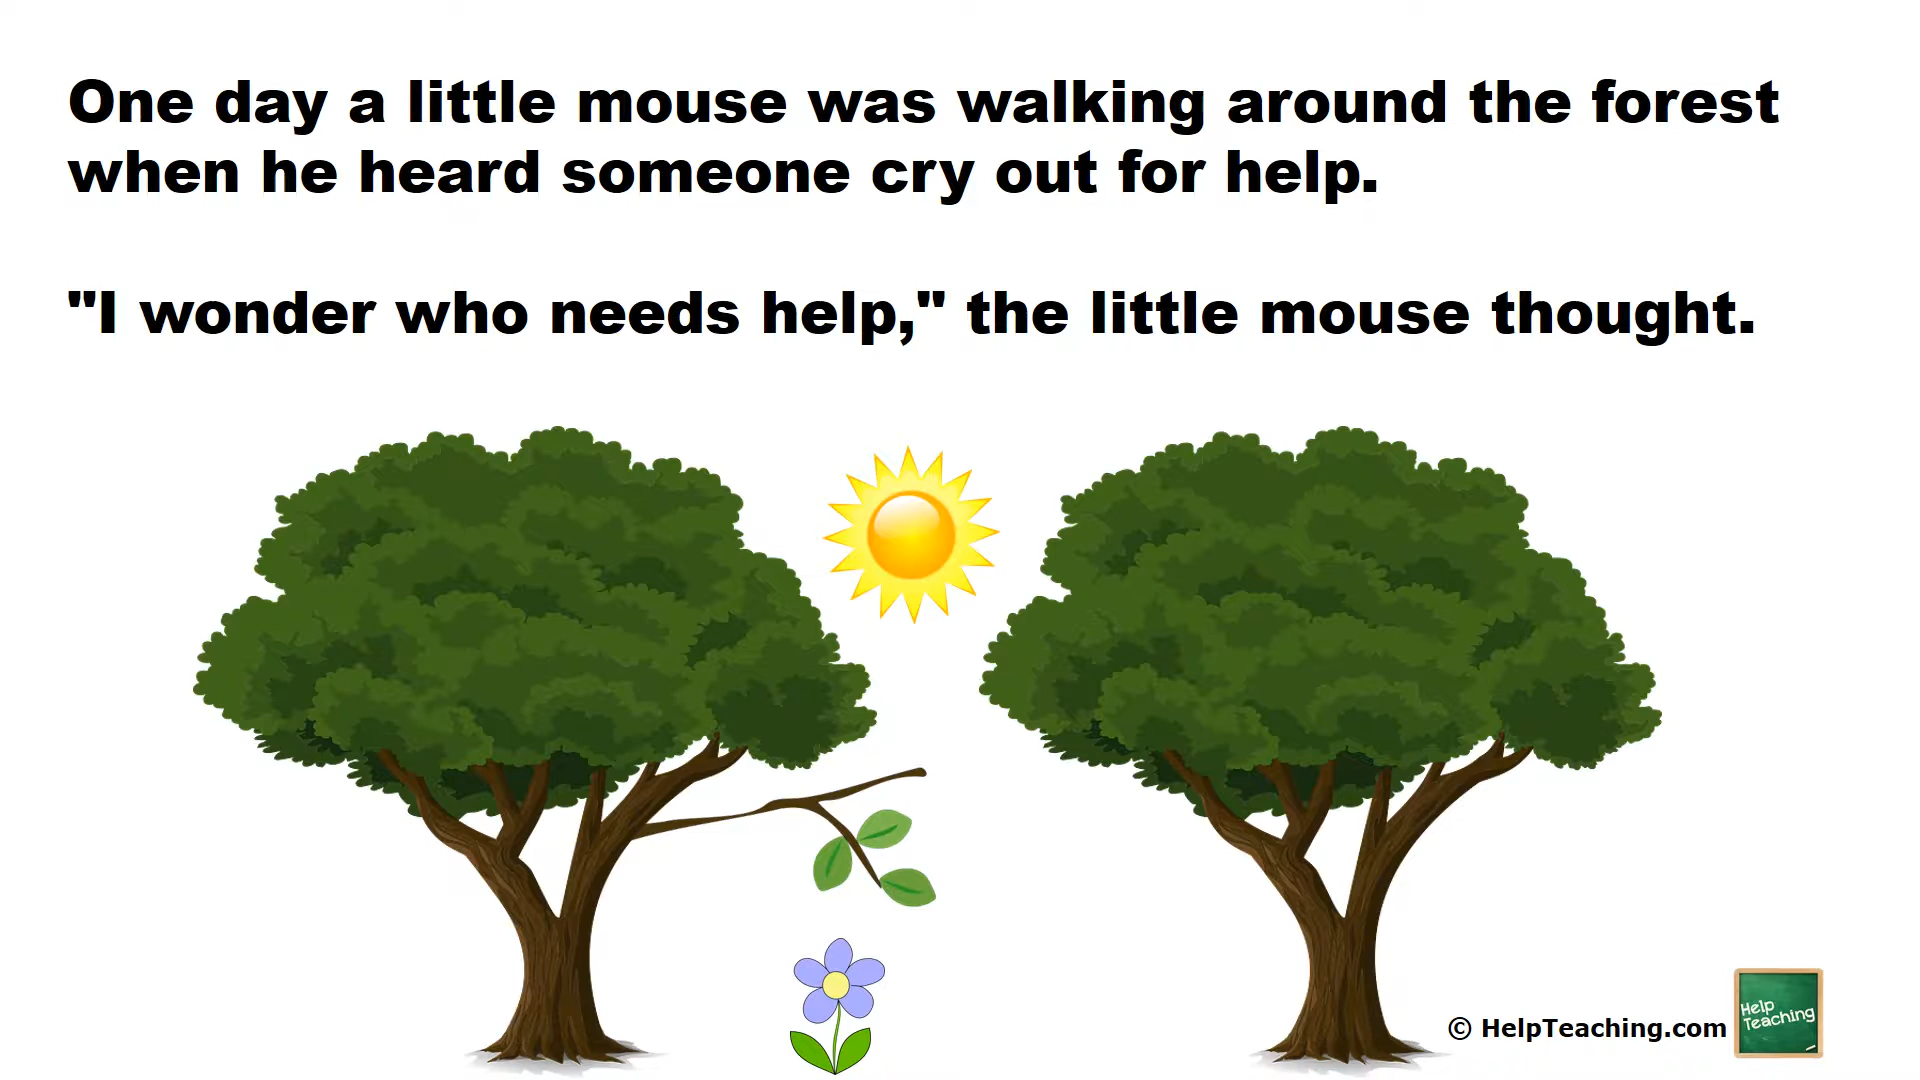 One day a little mouse was walking around the forest
when he heard someone cry out for help.
"I wonder who needs help," the little mouse thought.
© HelpTeaching.com
Help
Teaching